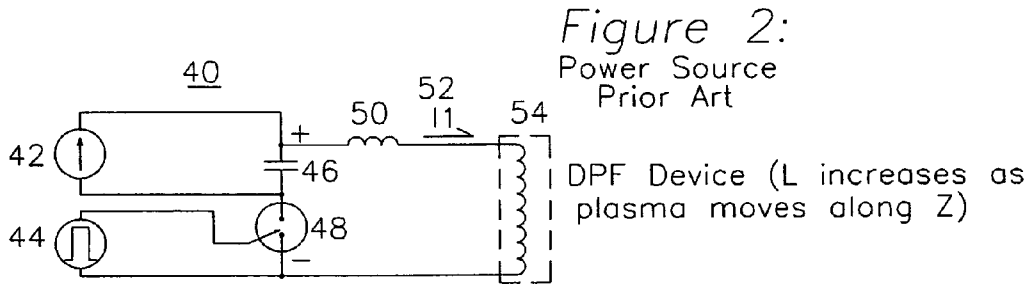 Figure 2:
Power Source
Prior Art
40
50
52
I1
54
+
42
46
DPF Device (L increases as
plasma moves along Z)
44
48
−